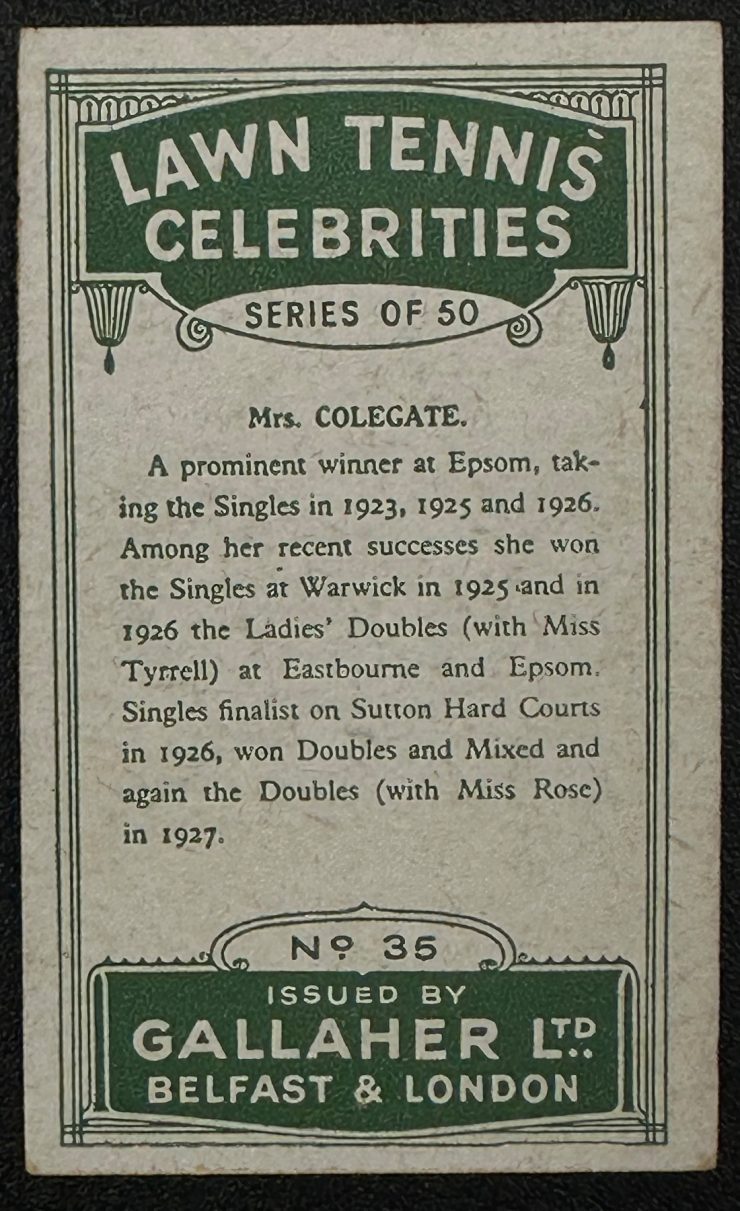 LAWN TENNIS
CELEBRITIES
SERIES OF 50
Mrs. COLEGATE.
A prominent winner at Epsom, tak-
ing the Singles in 1923, 1925 and 1926.
Among her recent successes she won
the Singles at Warwick in 1925 and in
1926 the Ladies' Doubles (with Miss
Tyrrell) at Eastbourne and Epsom.
Singles finalist on Sutton Hard Courts
in 1926, won Doubles and Mixed and
again the Doubles (with Miss Rose)
in 1927.
Nº 35
ISSUED BY
GALLAHER LTD.
BELFAST & LONDON